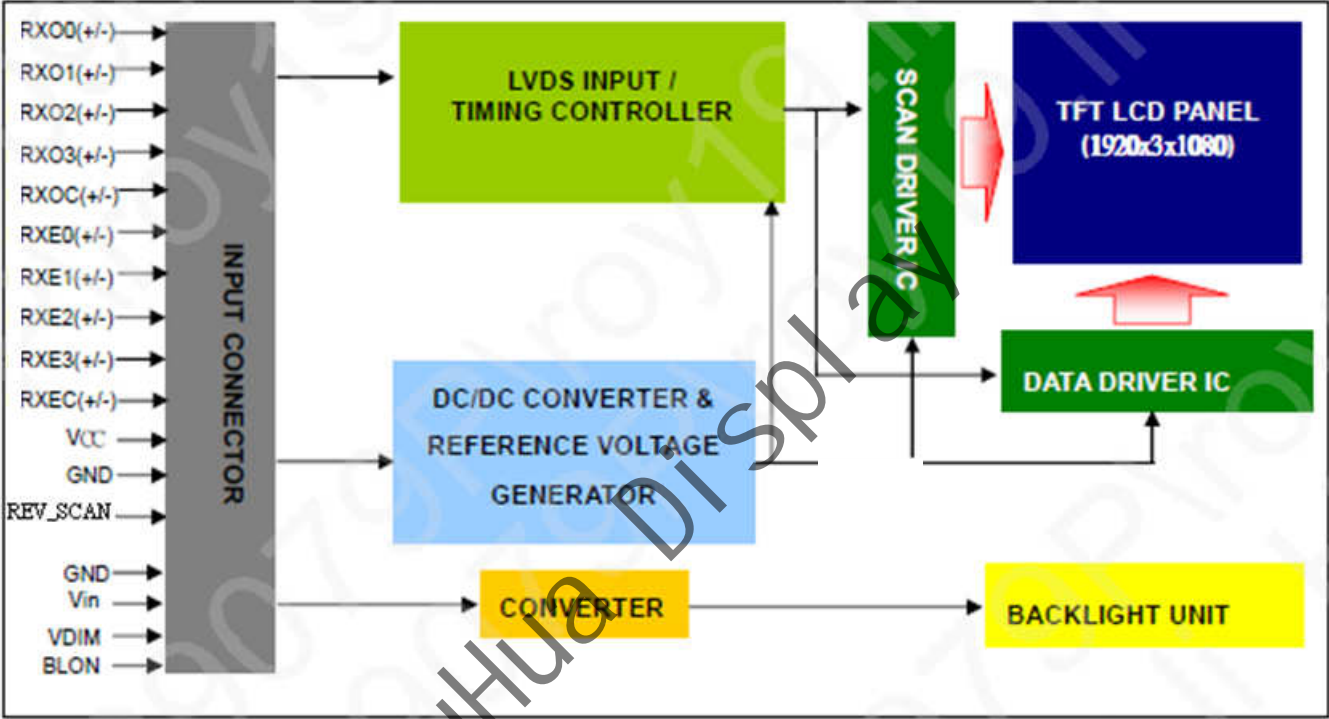 RXO0(+/-)
RXO1(+/-)
RXO2(+/-)
RXO3(+/-)
RXOC(+/-)
RXE0(+/-)
RXE1(+/-)
RXE2(+/-)
RXE3(+/-)
RXEC(+/-)
VCC
GND
REV_SCAN
GND
Vin
VDIM
BLON
INPUT CONNECTOR
LVDS INPUT /
TIMING CONTROLLER
SCAN DRIVER IC
TFT LCD PANEL
(1920x3x1080)
DC/DC CONVERTER &
REFERENCE VOLTAGE
GENERATOR
DATA DRIVER IC
CONVERTER
BACKLIGHT UNIT
Hua Display